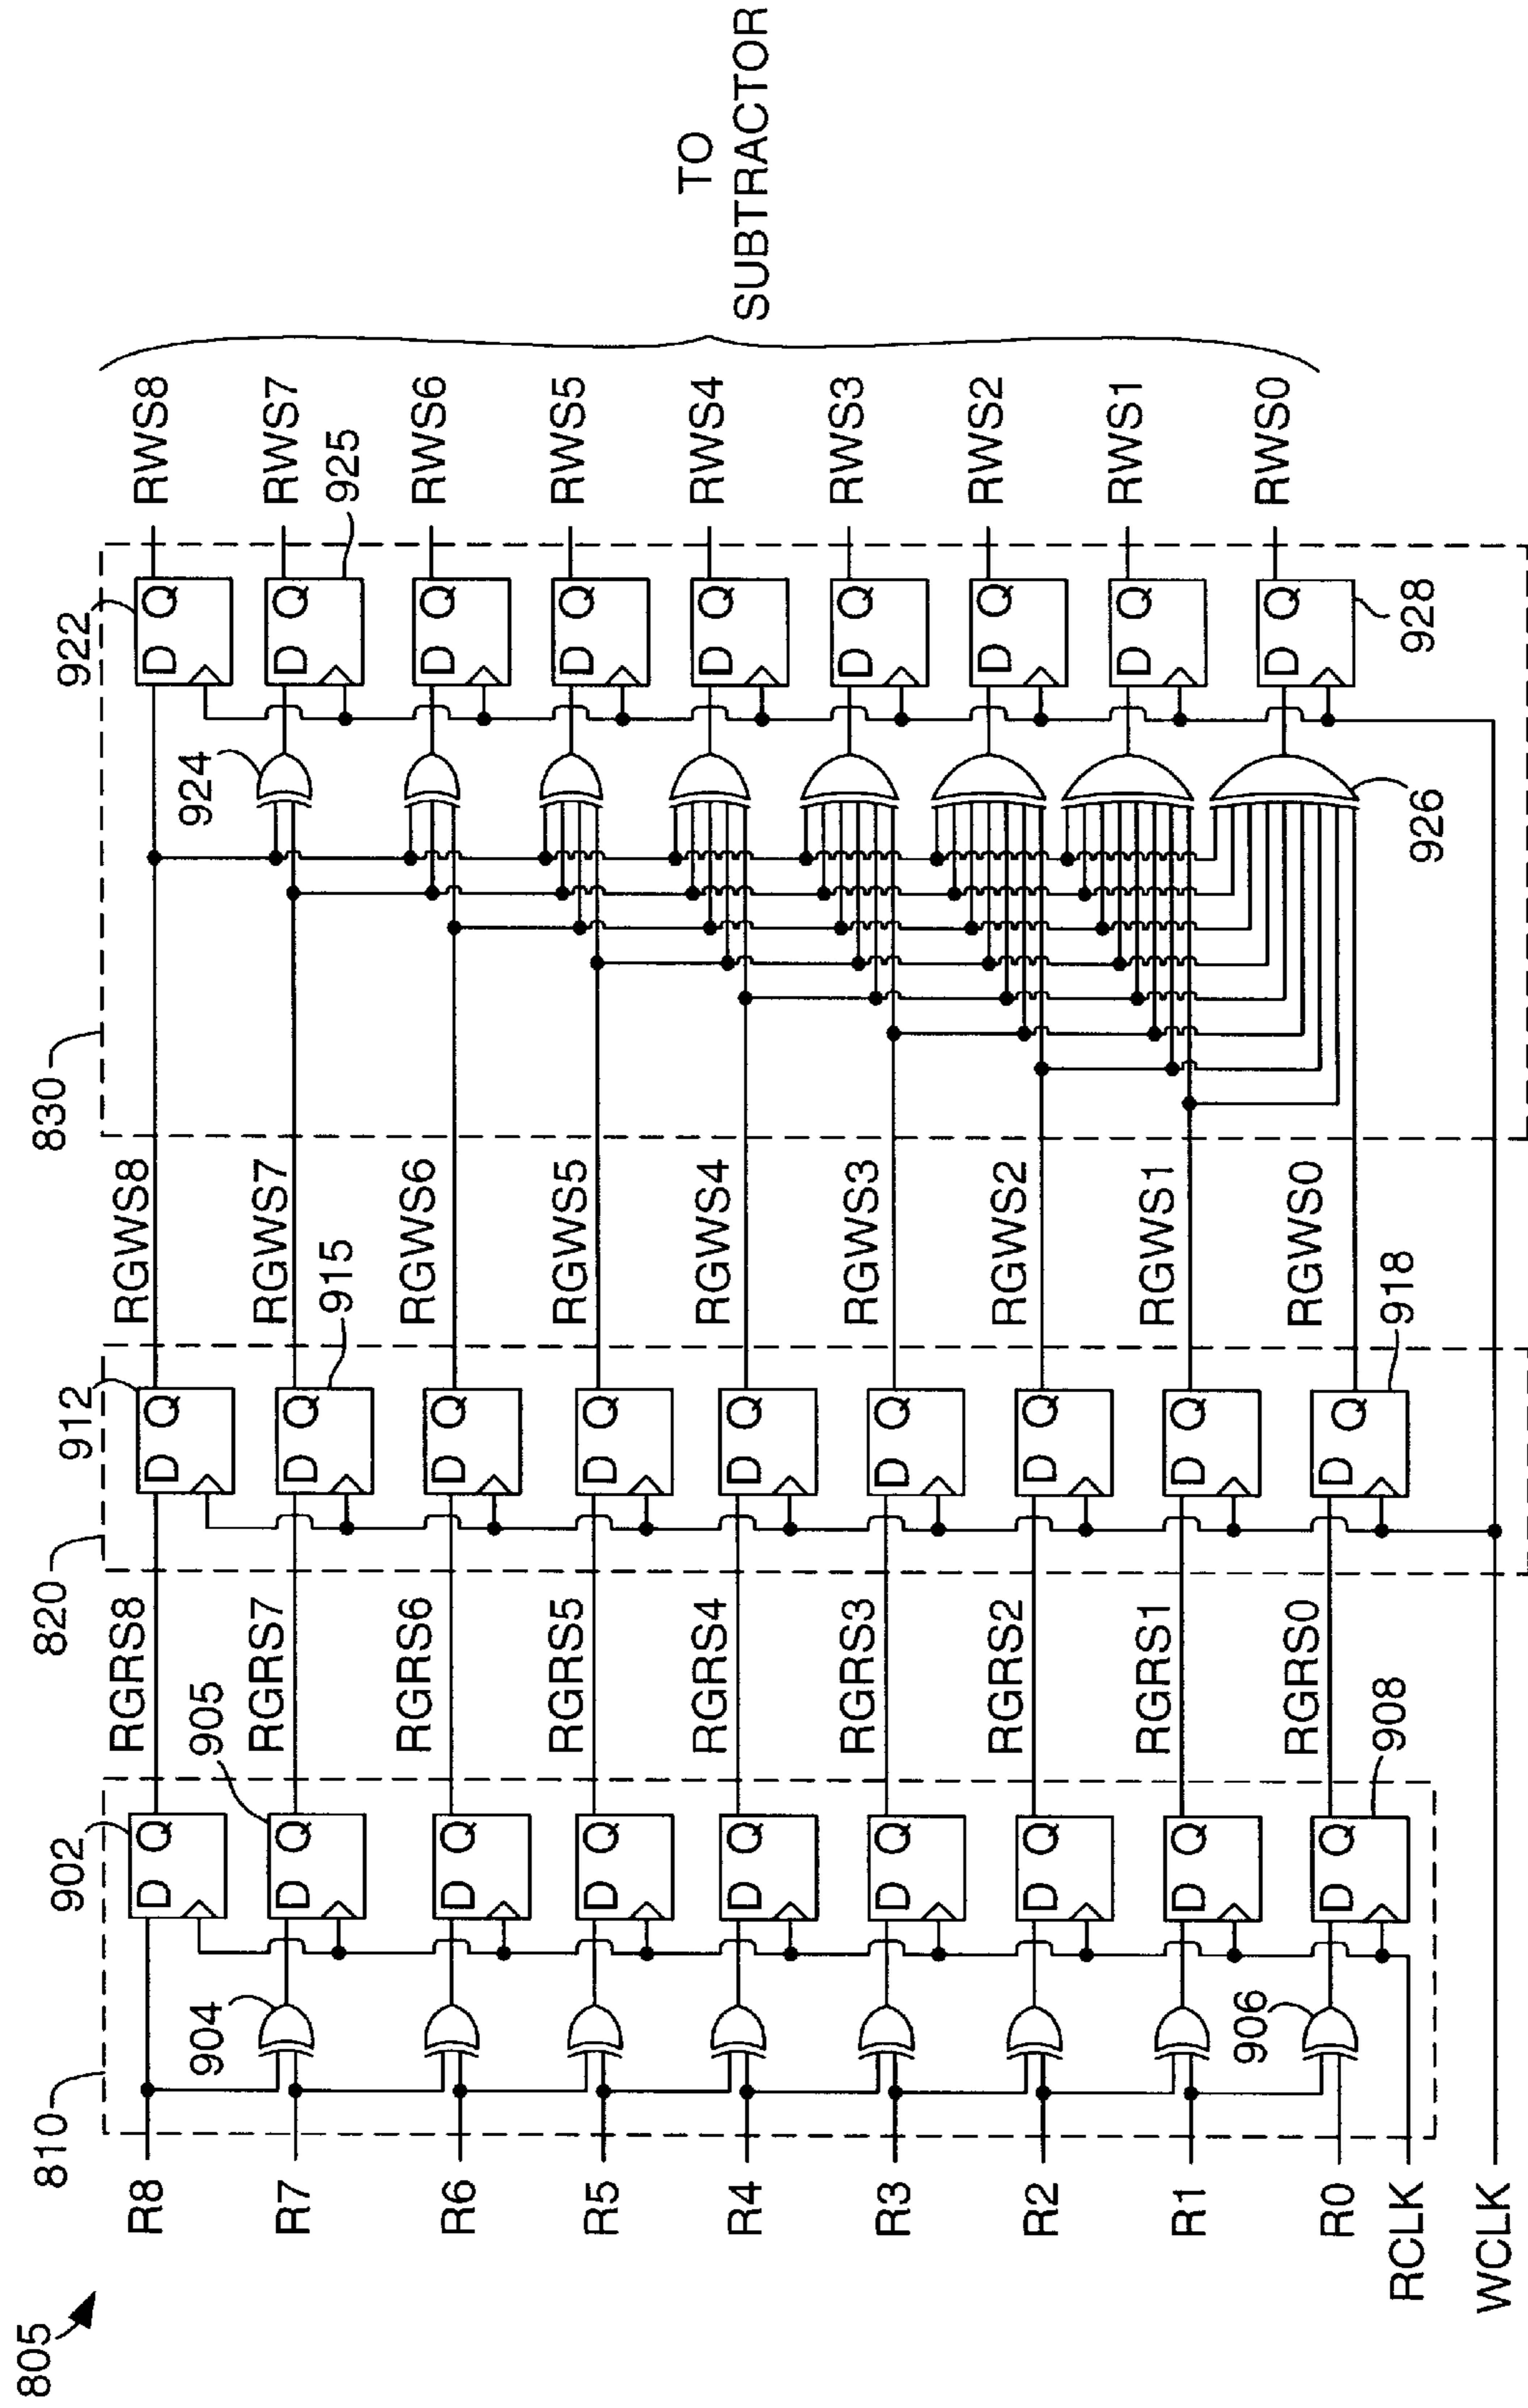 805
810
820
830
902
912
922
R8
D Q
RGRS8
D Q
RGWS8
D Q
RWS8
904
905
915
924
925
R7
D Q
RGRS7
D Q
RGWS7
D Q
RWS7
R6
D Q
RGRS6
D Q
RGWS6
D Q
RWS6
R5
D Q
RGRS5
D Q
RGWS5
D Q
RWS5
R4
D Q
RGRS4
D Q
RGWS4
D Q
RWS4
TO
SUBTRACTOR
R3
D Q
RGRS3
D Q
RGWS3
D Q
RWS3
R2
D Q
RGRS2
D Q
RGWS2
D Q
RWS2
R1
D Q
RGRS1
D Q
RGWS1
D Q
RWS1
906
R0
D Q
RGRS0
D Q
RGWS0
D Q
RWS0
908
918
926
928
RCLK
WCLK